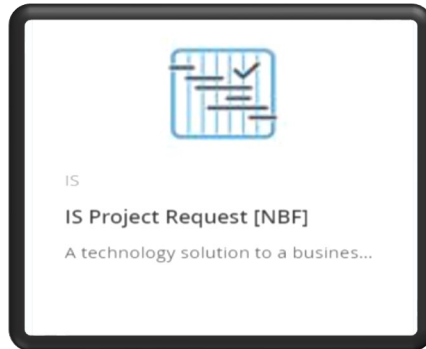 IS
IS Project Request [NBF]
A technology solution to a busines...